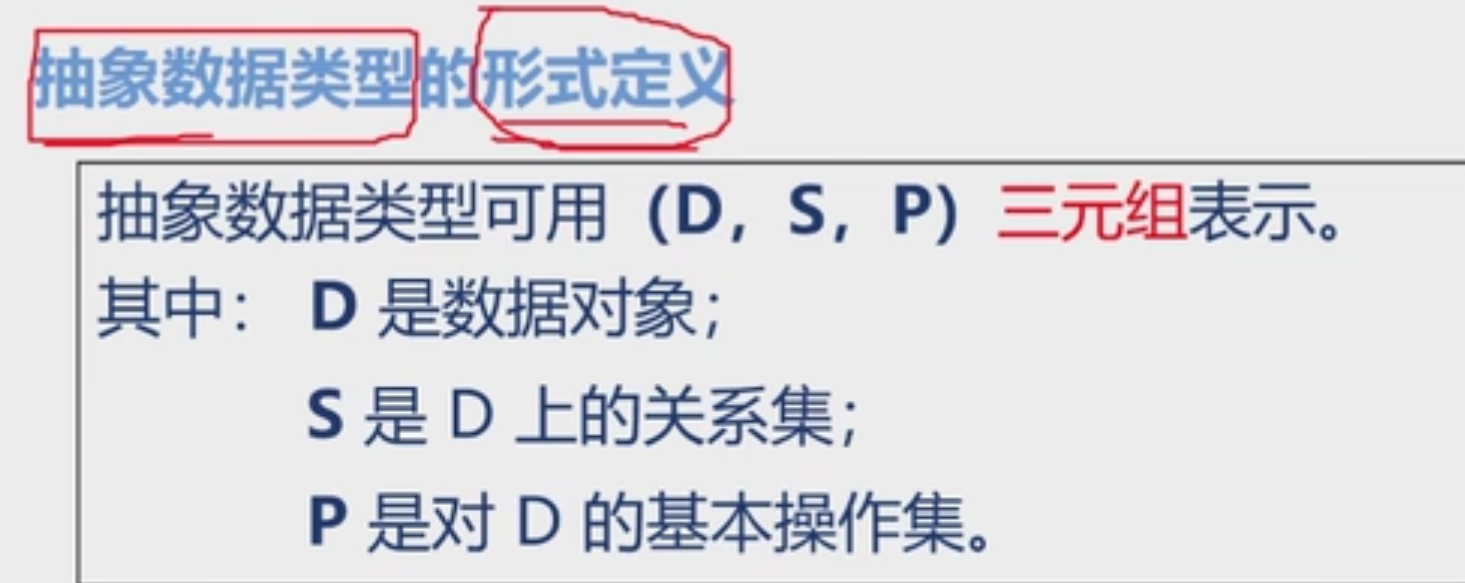 抽象数据类型的形式定义
抽象数据类型可用（D，S，P）三元组表示。
其中： D 是数据对象；
S 是 D 上的关系集；
P 是对 D 的基本操作集。